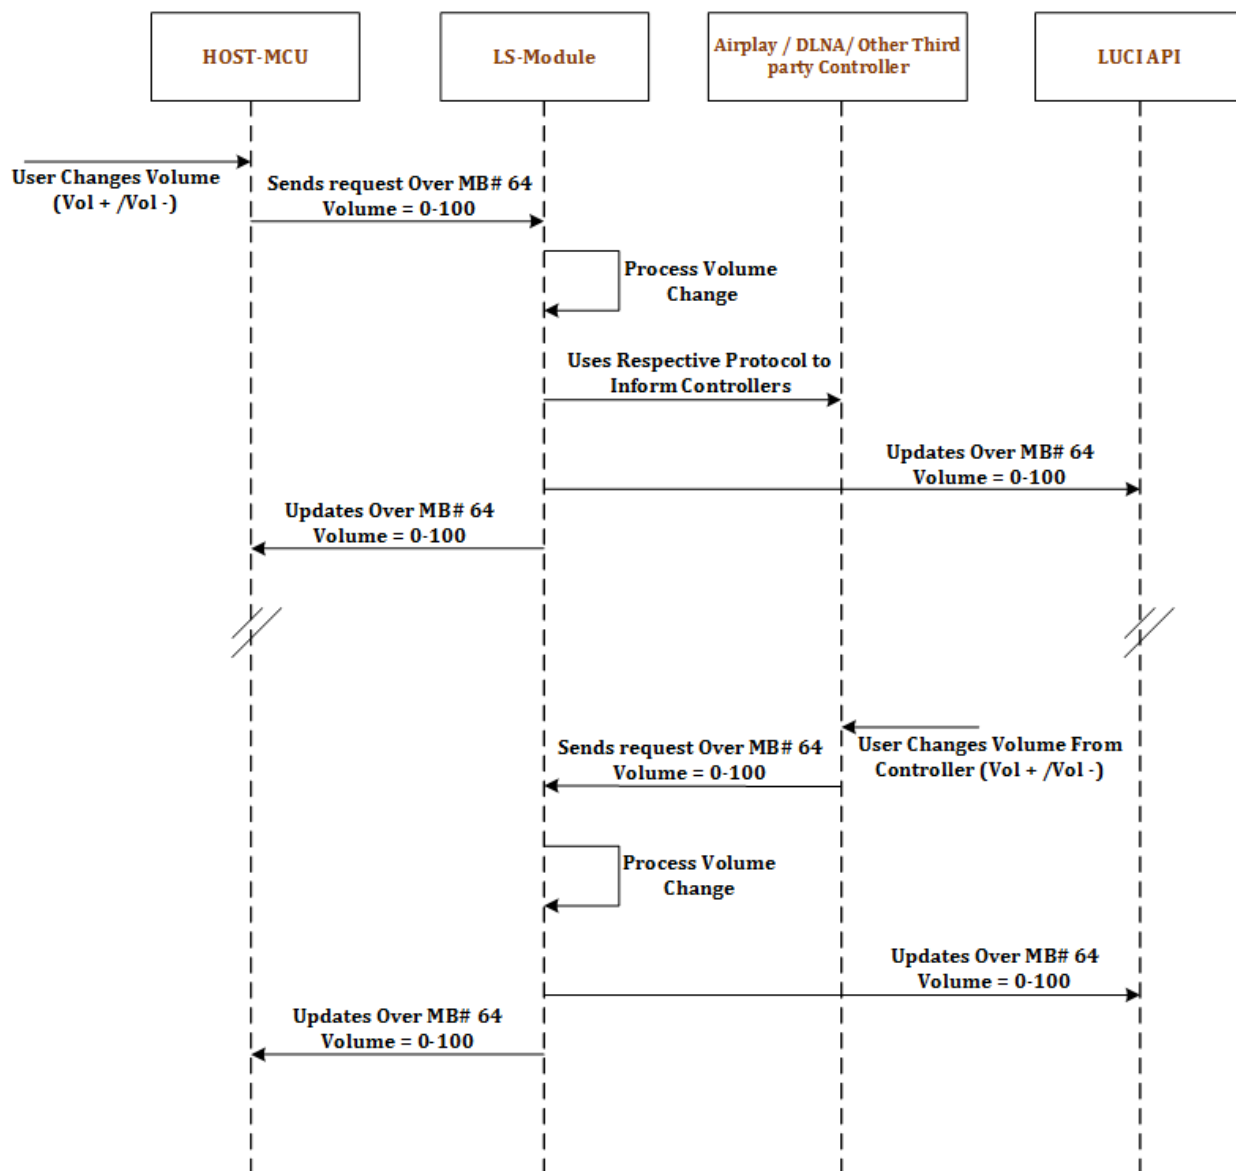 HOST-MCU
LS-Module
Airplay / DLNA/ Other Third
party Controller
LUCI API
User Changes Volume
(Vol + /Vol -)
Sends request Over MB# 64
Volume = 0-100
Process Volume
Change
Uses Respective Protocol to
Inform Controllers
Updates Over MB# 64
Volume = 0-100
Updates Over MB# 64
Volume = 0-100
User Changes Volume From
Controller (Vol + /Vol -)
Sends request Over MB# 64
Volume = 0-100
Process Volume
Change
Updates Over MB# 64
Volume = 0-100
Updates Over MB# 64
Volume = 0-100